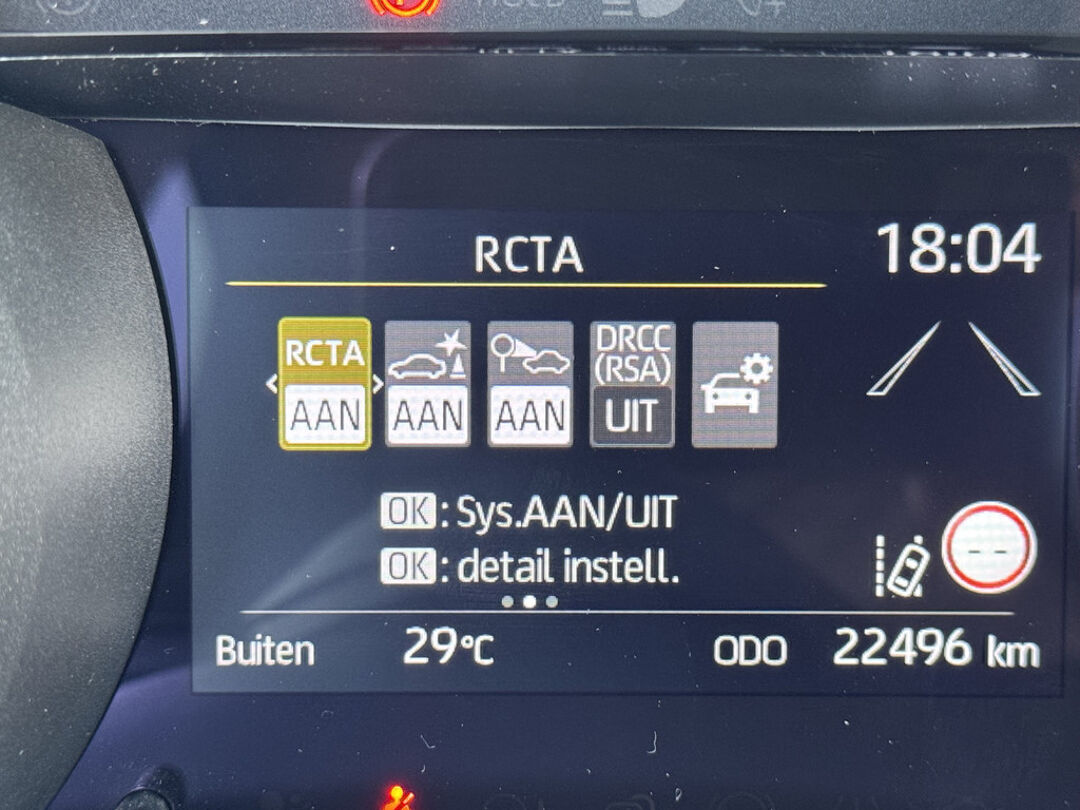 HOLD
RCTA
18:04
RCTA
AAN
AAN
AAN
DRCC
(RSA)
UIT
OK : Sys.AAN/UIT
OK : detail instell.
--
Buiten 29°C ODO 22496 km